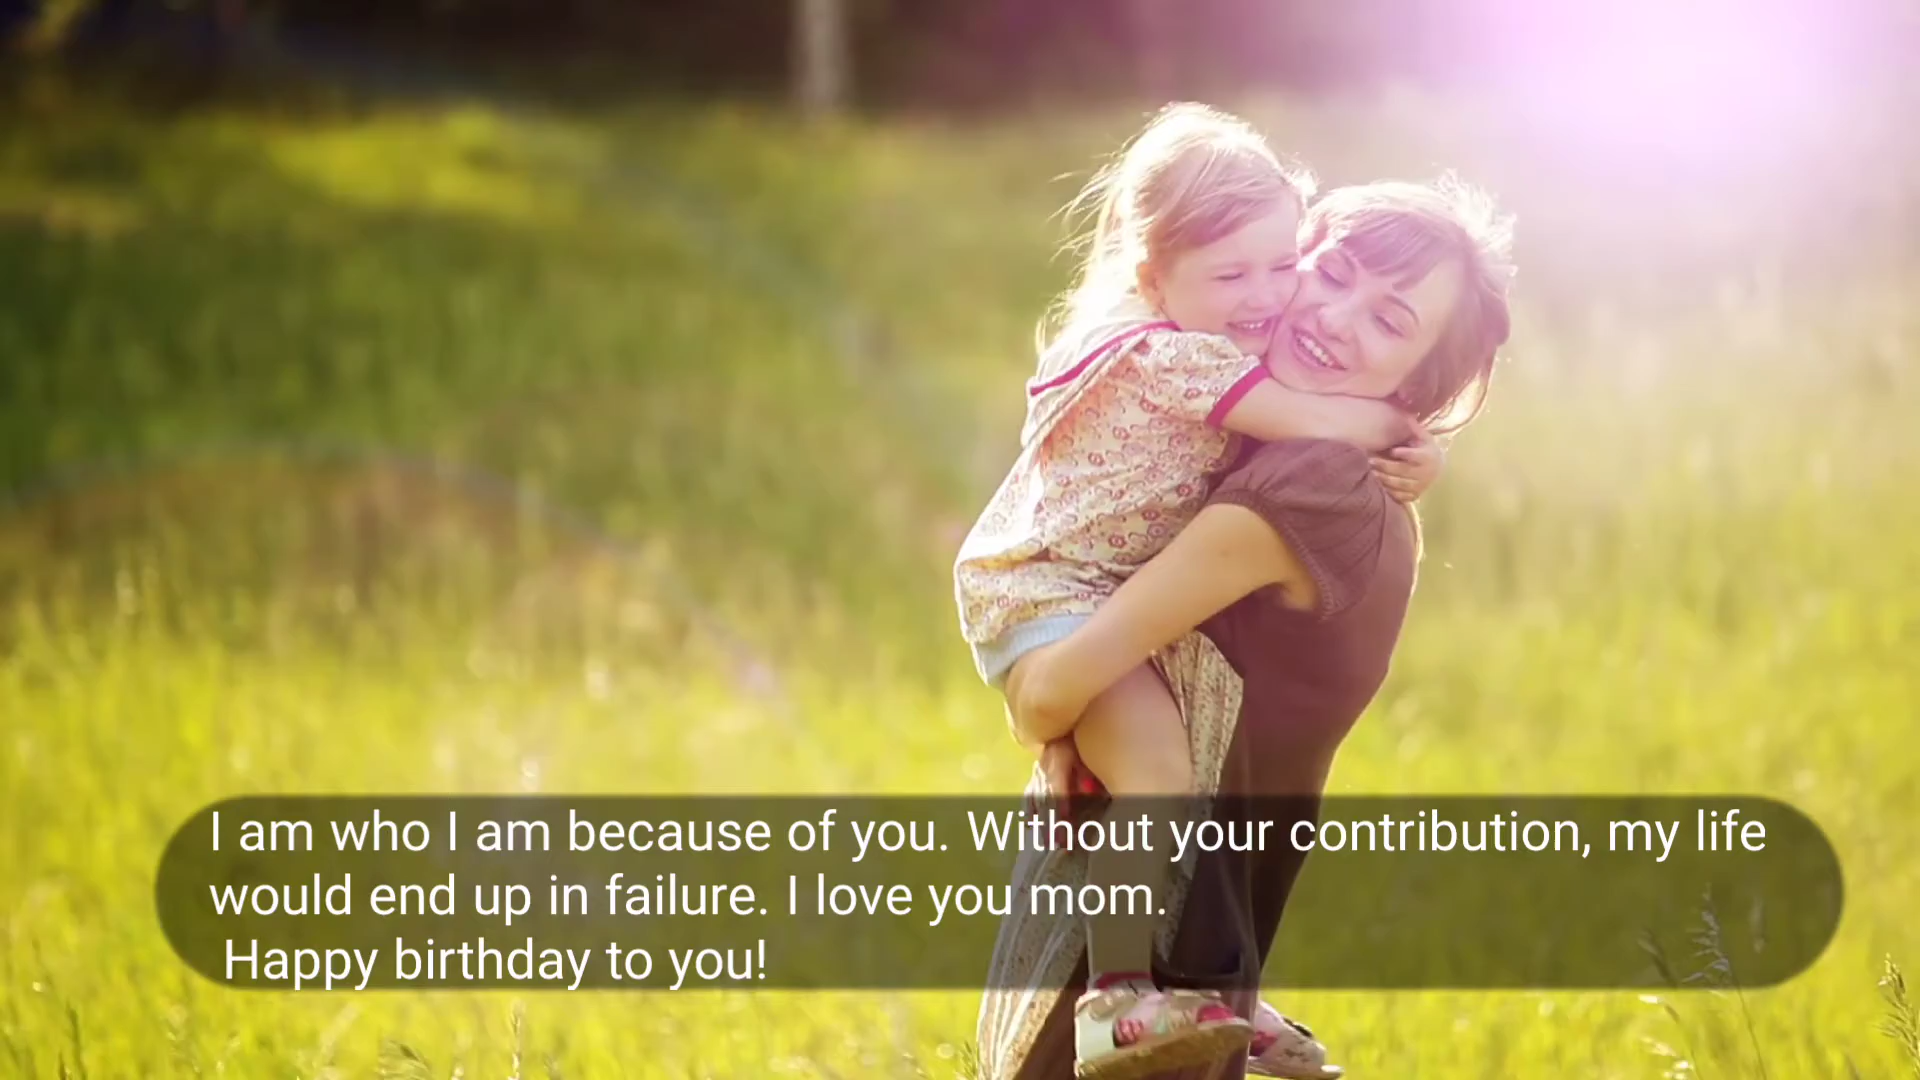 I am who I am because of you. Without your contribution, my life
would end up in failure. I love you mom.
Happy birthday to you!